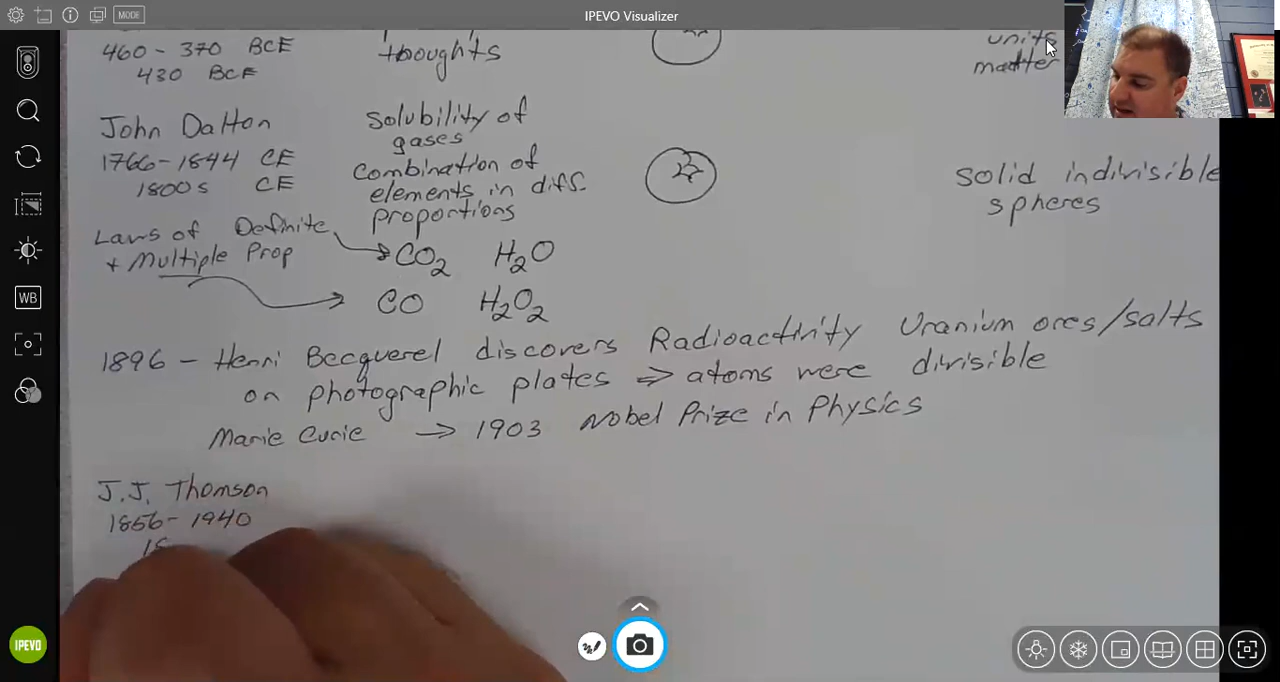 IPEVO Visualizer
MODE
460 - 370 BCE
430 BCE
thoughts
units
matter
John Dalton
1766-1844 CE
1800s CE
solubility of
gases
combination of
elements in diff.
proportions
solid indivisible
spheres
Laws of Definite
+ Multiple Prop
CO2 H2O
CO H2O2
1896 - Henri Becquerel discovers Radioactivity Uranium ores/salts
on photographic plates => atoms were divisible
Marie Curie → 1903 Nobel Prize in Physics
J.J. Thomson
1856- 1940
WB
IPEVO